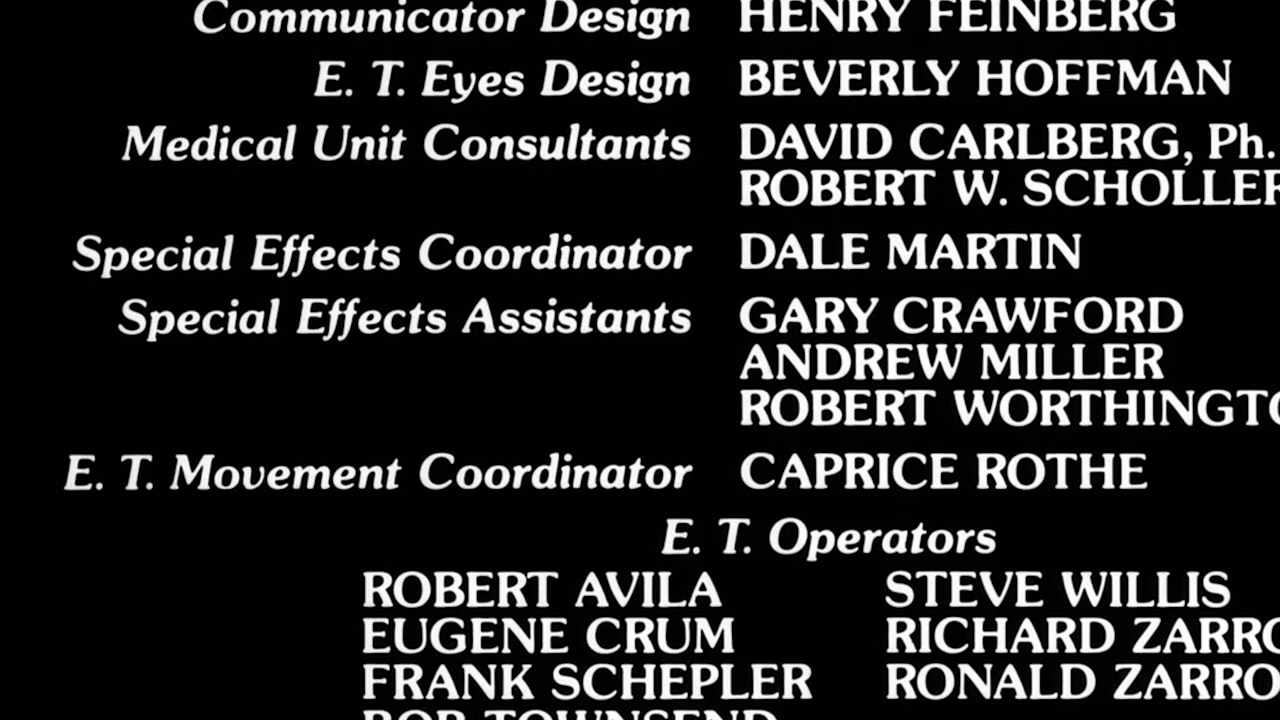 Communicator Design HENRY FEINBERG
E. T. Eyes Design BEVERLY HOFFMAN
Medical Unit Consultants DAVID CARLBERG, Ph.
ROBERT W. SCHOLLER
Special Effects Coordinator DALE MARTIN
Special Effects Assistants GARY CRAWFORD
ANDREW MILLER
ROBERT WORTHINGTO
E. T. Movement Coordinator CAPRICE ROTHE
E. T. Operators
ROBERT AVILA STEVE WILLIS
EUGENE CRUM RICHARD ZARRO
FRANK SCHEPLER RONALD ZARRO
BOB TOWNSEND